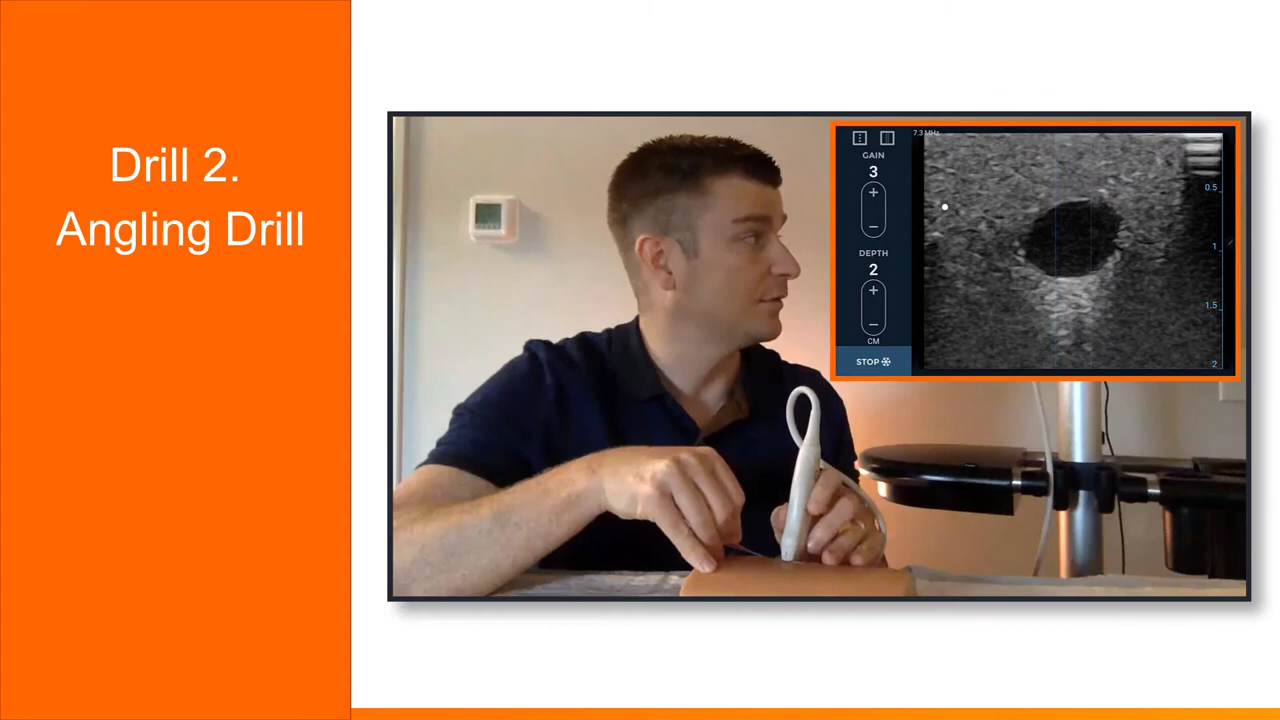 Drill 2.
Angling Drill
7.3 MHz
GAIN
3
+
−
DEPTH
2
+
−
CM
STOP
0.5
1
1.5
2